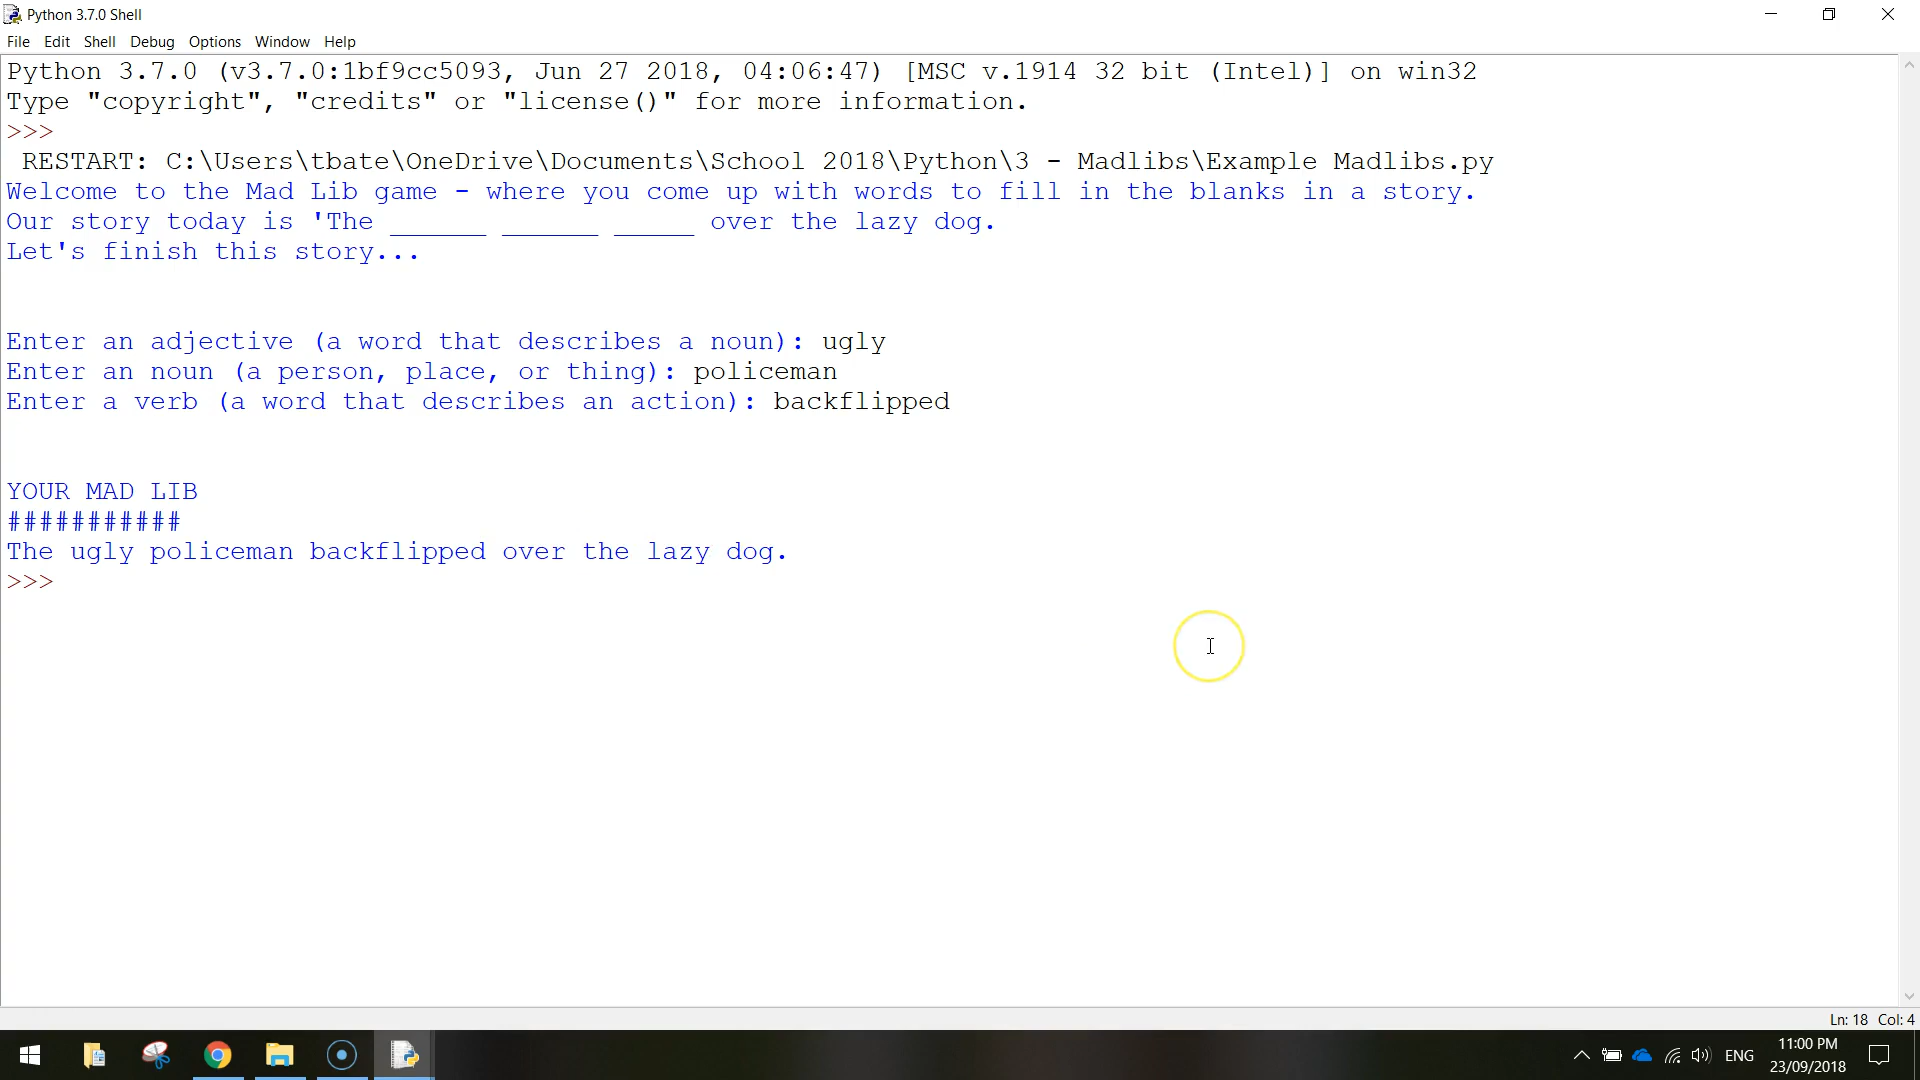 Python 3.7.0 Shell
File Edit Shell Debug Options Window Help
Python 3.7.0 (v3.7.0:1bf9cc5093, Jun 27 2018, 04:06:47) [MSC v.1914 32 bit (Intel)] on win32
Type "copyright", "credits" or "license()" for more information.
>>>
RESTART: C:\Users\tbate\OneDrive\Documents\School 2018\Python\3 - Madlibs\Example Madlibs.py
Welcome to the Mad Lib game - where you come up with words to fill in the blanks in a story.
Our story today is 'The ______ ______ _____ over the lazy dog.
Let's finish this story...
Enter an adjective (a word that describes a noun): ugly
Enter an noun (a person, place, or thing): policeman
Enter a verb (a word that describes an action): backflipped
YOUR MAD LIB
###########
The ugly policeman backflipped over the lazy dog.
>>>
Ln: 18 Col: 4
ENG
11:00 PM
23/09/2018